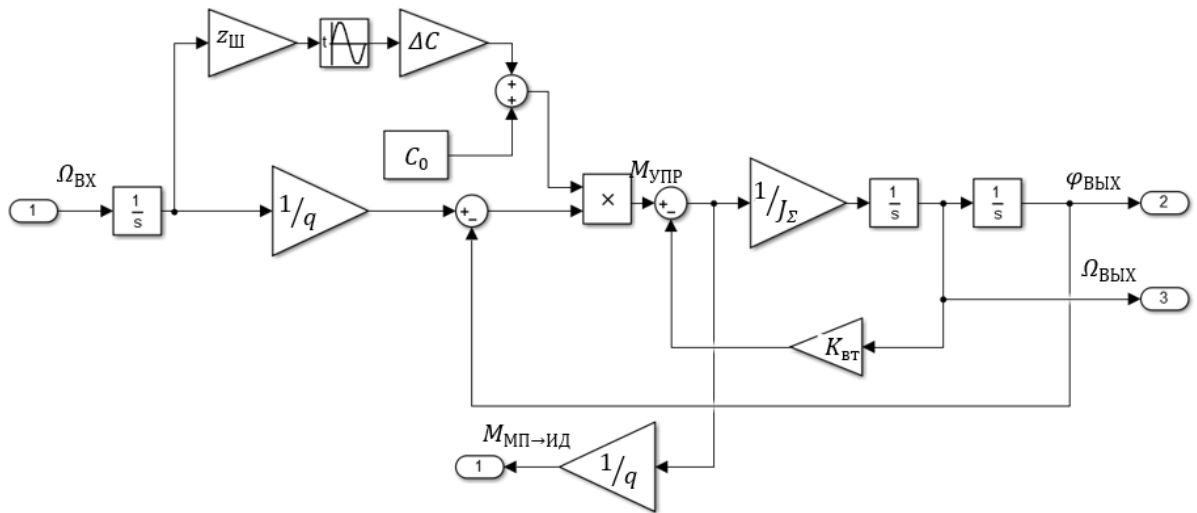 z_Ш
t
ΔC
+
+
C_0
M_УПР
Ω_ВХ
φ_ВЫХ
1
1/s
1/q
+
−
×
+
−
1/J_Σ
1/s
1/s
2
Ω_ВЫХ
3
K_вт
M_МП→ИД
1
1/q